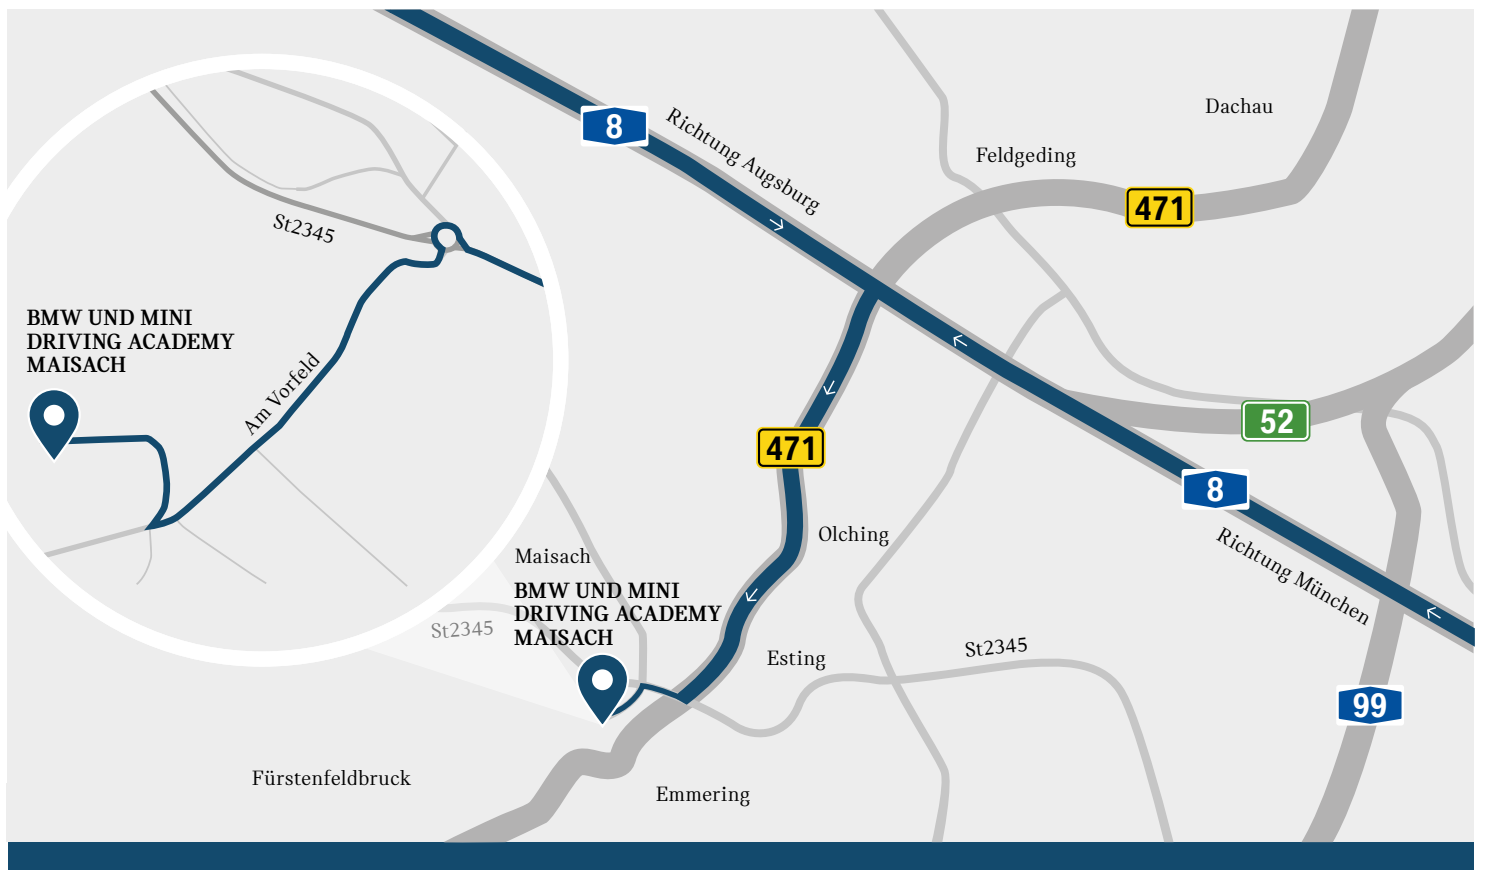 8
Richtung Augsburg
Dachau
Feldgeding
471
St2345
BMW UND MINI
DRIVING ACADEMY
MAISACH
Am Vorfeld
52
471
8
Olching
Richtung München
Maisach
BMW UND MINI
DRIVING ACADEMY
MAISACH
St2345
Esting
St2345
99
Fürstenfeldbruck
Emmering